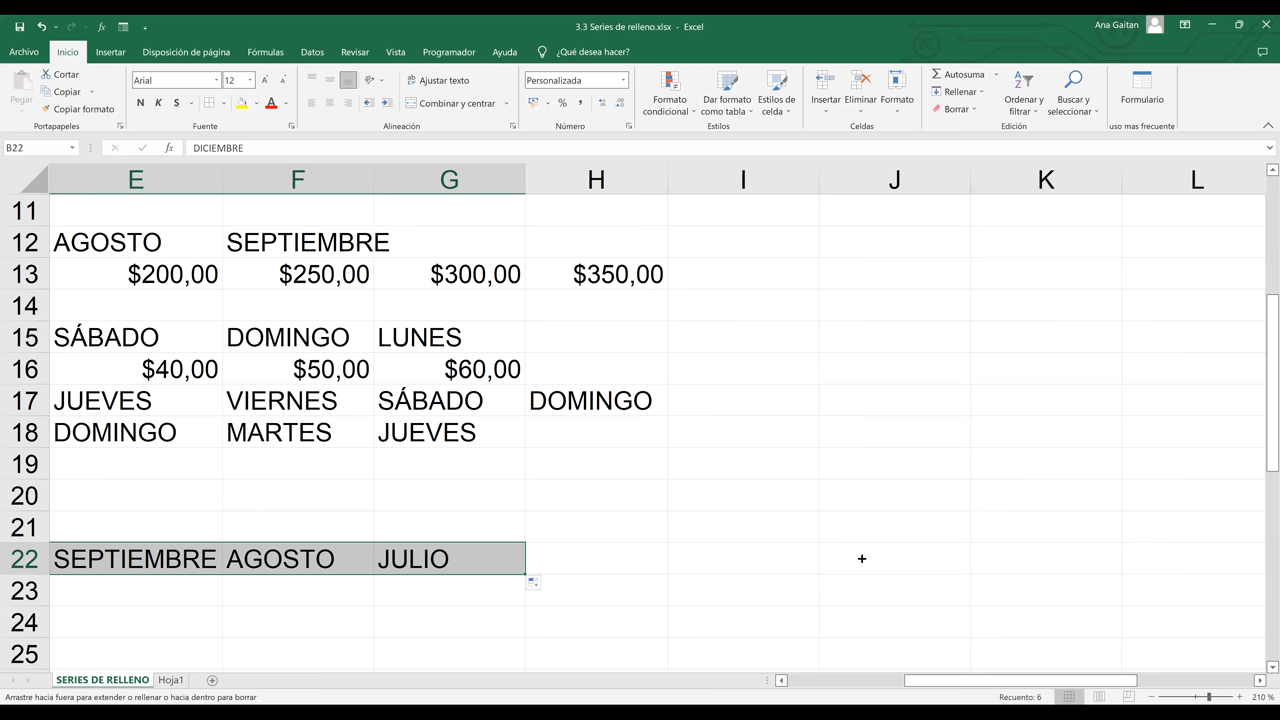 3.3 Series de relleno.xlsx - Excel
Ana Gaitan
Archivo Inicio Insertar Disposición de página Fórmulas Datos Revisar Vista Programador Ayuda ¿Qué desea hacer?
Pegar
Cortar
Copiar
Copiar formato
Portapapeles
Arial 12
N K S
Fuente
Ajustar texto
Combinar y centrar
Alineación
Personalizada
Número
Formato condicional
Dar formato como tabla
Estilos de celda
Estilos
Insertar Eliminar Formato
Celdas
Autosuma
Rellenar
Borrar
Ordenar y filtrar
Buscar y seleccionar
Edición
Formulario
uso mas frecuente
B22 fx DICIEMBRE
E F G H I J K L
11
12 AGOSTO SEPTIEMBRE
13 $200,00 $250,00 $300,00 $350,00
14
15 SÁBADO DOMINGO LUNES
16 $40,00 $50,00 $60,00
17 JUEVES VIERNES SÁBADO DOMINGO
18 DOMINGO MARTES JUEVES
19
20
21
22 SEPTIEMBRE AGOSTO JULIO
23
24
25
SERIES DE RELLENO Hoja1
Arrastre hacia fuera para extender o rellenar o hacia dentro para borrar Recuento: 6 210 %